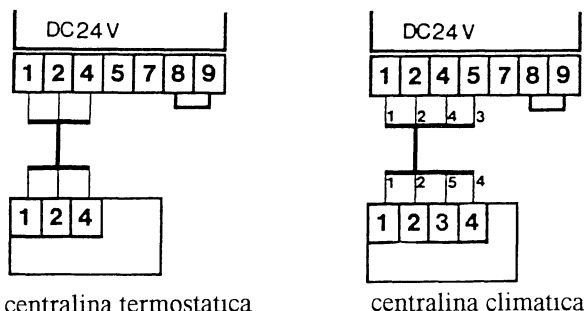 DC24V
1 2 4 5 7 8 9
1 2 4
centralina termostatica
DC24V
1 2 4 5 7 8 9
1 2 4 3
1 2 5 4
1 2 3 4
centralina climatica